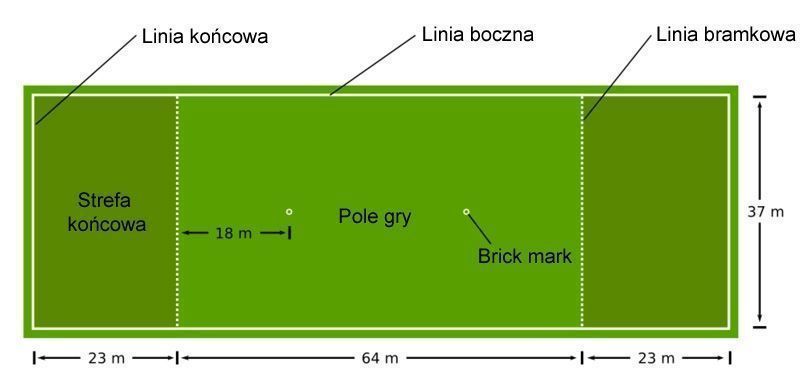 Linia końcowa
Linia boczna
Linia bramkowa
Strefa
końcowa
18 m
Pole gry
Brick mark
37 m
23 m
64 m
23 m